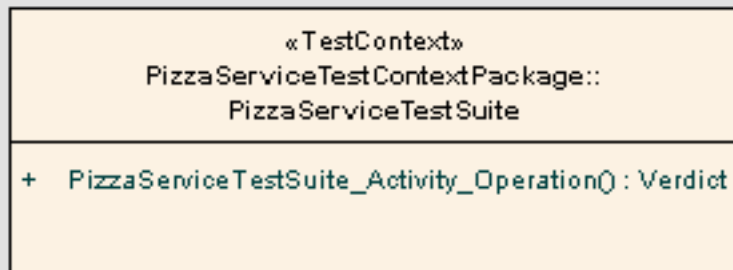 «TestContext»
PizzaServiceTestContextPackage::
PizzaServiceTestSuite
+ PizzaServiceTestSuite_Activity_Operation() : Verdict